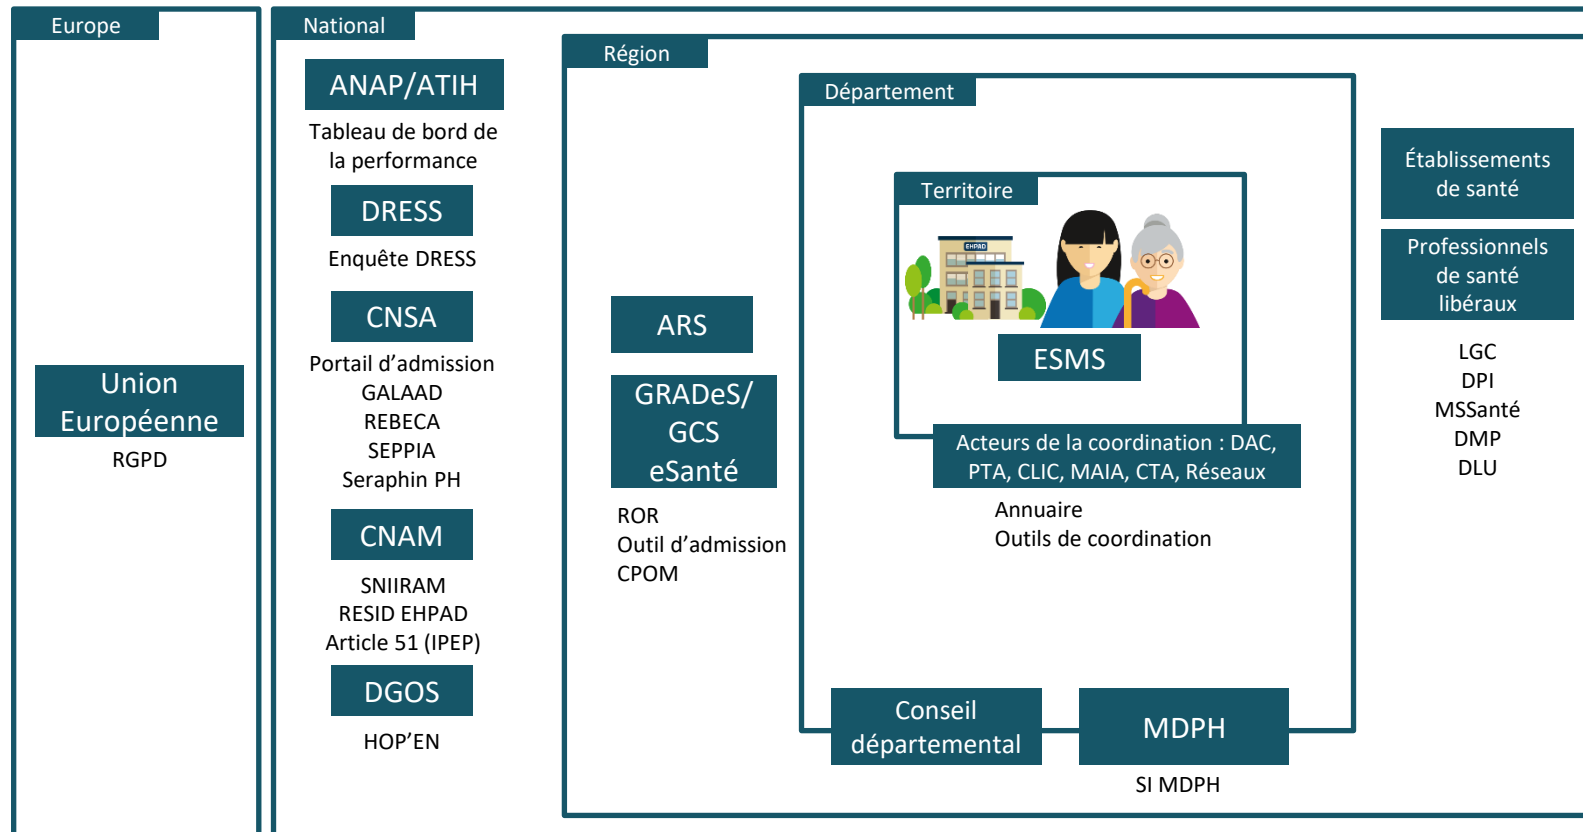 Europe
Union
Européenne
RGPD
National
ANAP/ATIH
Tableau de bord de
la performance
DRESS
Enquête DRESS
CNSA
Portail d’admission
GALAAD
REBECA
SEPPIA
Seraphin PH
CNAM
SNIIRAM
RESID EHPAD
Article 51 (IPEP)
DGOS
HOP’EN
Région
ARS
GRADeS/
GCS
eSanté
ROR
Outil d’admission
CPOM
Département
Territoire
EHPAD
ESMS
Acteurs de la coordination : DAC,
PTA, CLIC, MAIA, CTA, Réseaux
Annuaire
Outils de coordination
Conseil
départemental
MDPH
SI MDPH
Établissements
de santé
Professionnels
de santé
libéraux
LGC
DPI
MSSanté
DMP
DLU